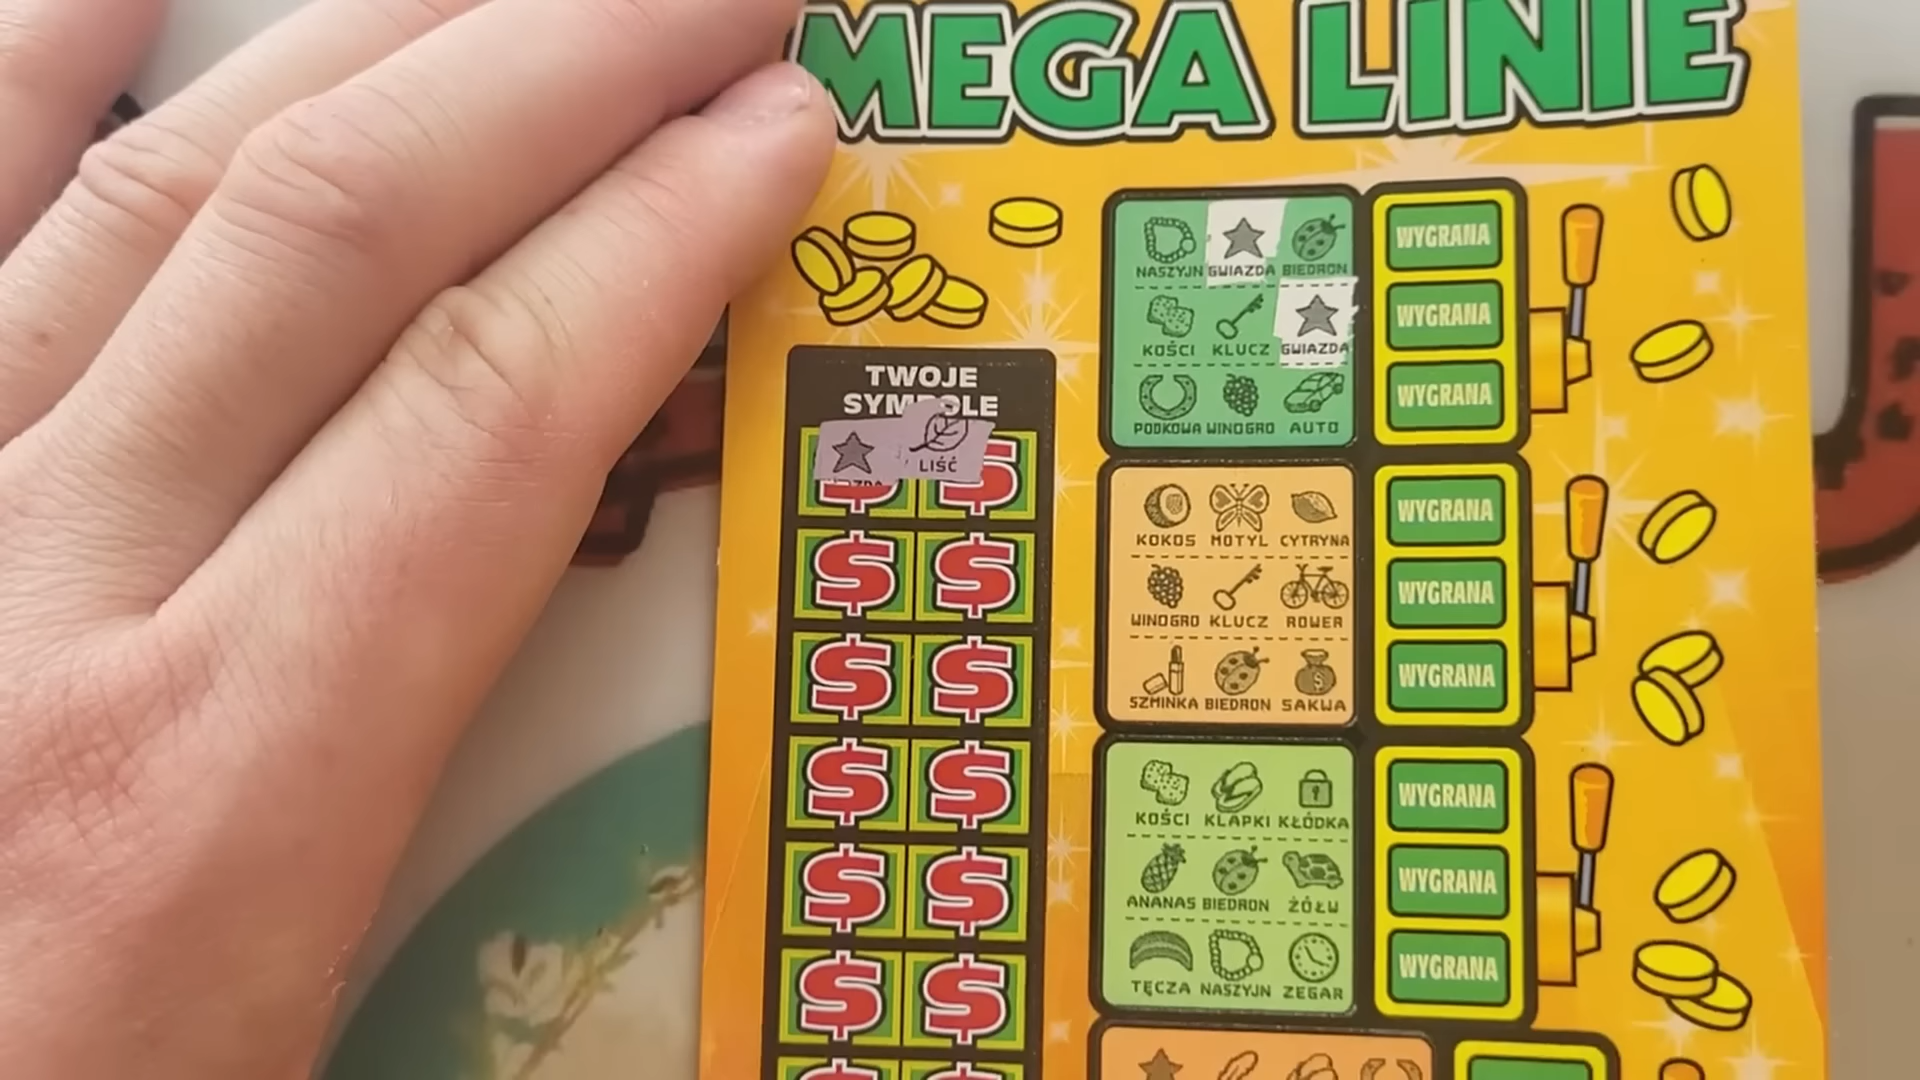 MEGA LINIE
NASZYJN GWIAZDA BIEDRON
WYGRANA
KOŚCI KLUCZ GWIAZDA
WYGRANA
PODKOWA WINOGRO AUTO
WYGRANA
TWOJE
SYMBOLE
LIŚĆ
KOKOS MOTYL CYTRYNA
WYGRANA
WINOGRO KLUCZ ROWER
WYGRANA
SZMINKA BIEDRON SAKWA
WYGRANA
KOŚCI KLAPKI KŁÓDKA
WYGRANA
ANANAS BIEDRON ŻÓŁW
WYGRANA
TĘCZA NASZYJN ZEGAR
WYGRANA